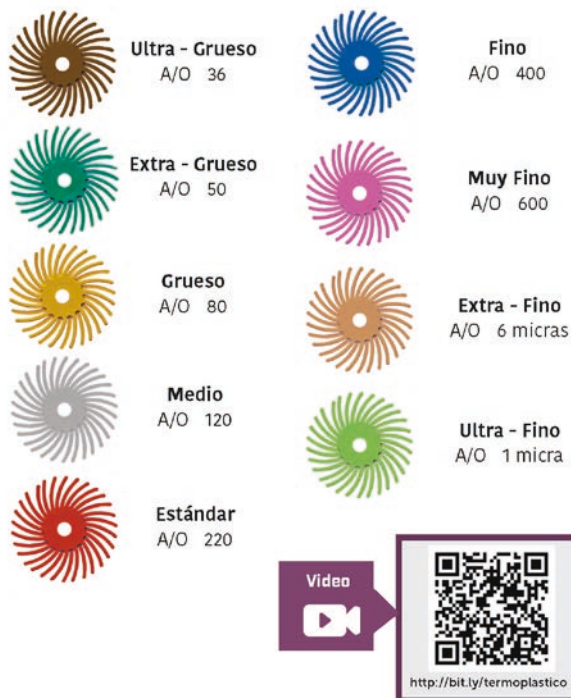 Ultra - Grueso
A/O 36
Extra - Grueso
A/O 50
Grueso
A/O 80
Medio
A/O 120
Estándar
A/O 220
Fino
A/O 400
Muy Fino
A/O 600
Extra - Fino
A/O 6 micras
Ultra - Fino
A/O 1 micra
Video
http://bit.ly/termoplastico